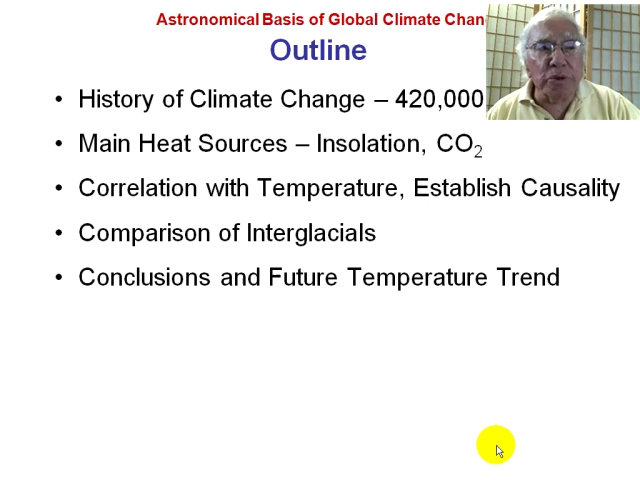 Astronomical Basis of Global Climate
Outline
• History of Climate Change – 420,000
• Main Heat Sources – Insolation, CO₂
• Correlation with Temperature, Establish Causality
• Comparison of Interglacials
• Conclusions and Future Temperature Trend